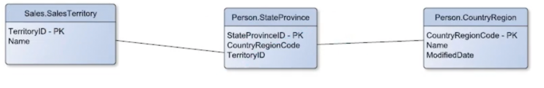 Sales.SalesTerritory
TerritoryID - PK
Name
Person.StateProvince
StateProvinceID - PK
CountryRegionCode
TerritoryID
Person.CountryRegion
CountryRegionCode - PK
Name
ModifiedDate